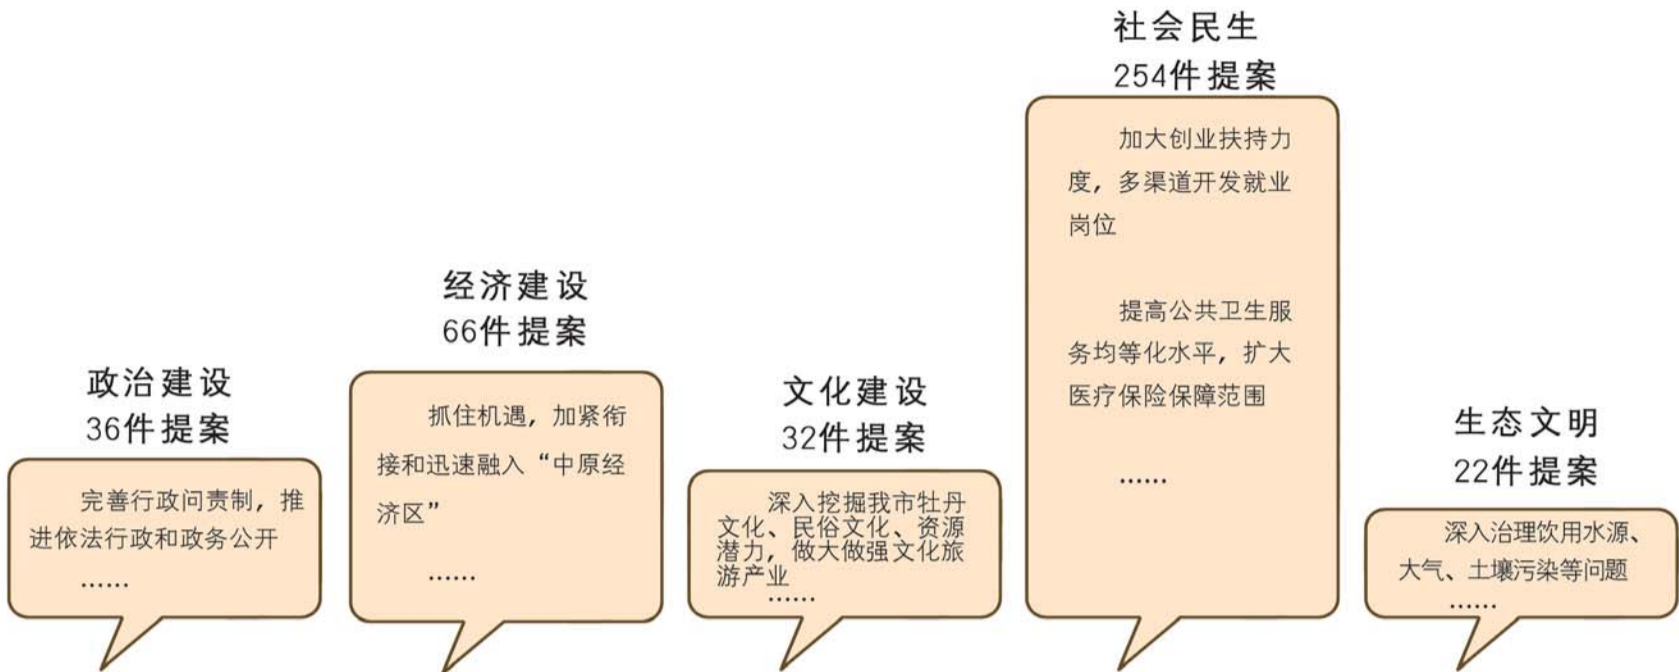 政治建设
36件提案
完善行政问责制，推
进依法行政和政务公开
……
经济建设
66件提案
抓住机遇，加紧衔
接和迅速融入“中原经
济区”
……
文化建设
32件提案
深入挖掘我市牡丹
文化、民俗文化、资源
潜力，做大做强文化旅
游产业
……
社会民生
254件提案
加大创业扶持力
度，多渠道开发就业
岗位
提高公共卫生服
务均等化水平，扩大
医疗保险保障范围
……
生态文明
22件提案
深入治理饮用水源、
大气、土壤污染等问题
……